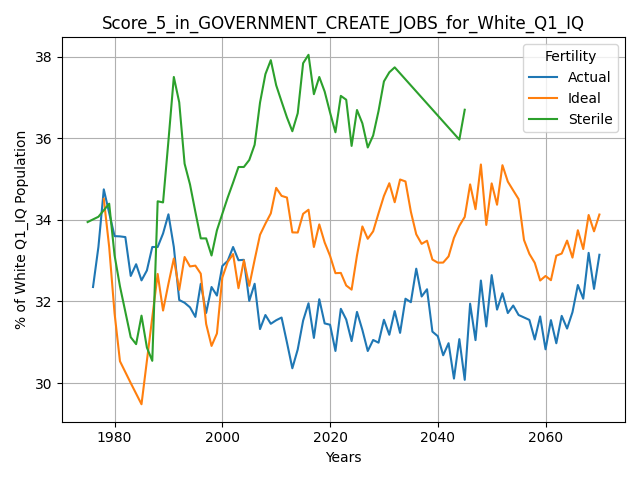 Score_5_in_GOVERNMENT_CREATE_JOBS_for_White_Q1_IQ
Fertility
Actual
Ideal
Sterile
% of White Q1_IQ Population
38
36
34
32
30
1980
2000
2020
2040
2060
Years